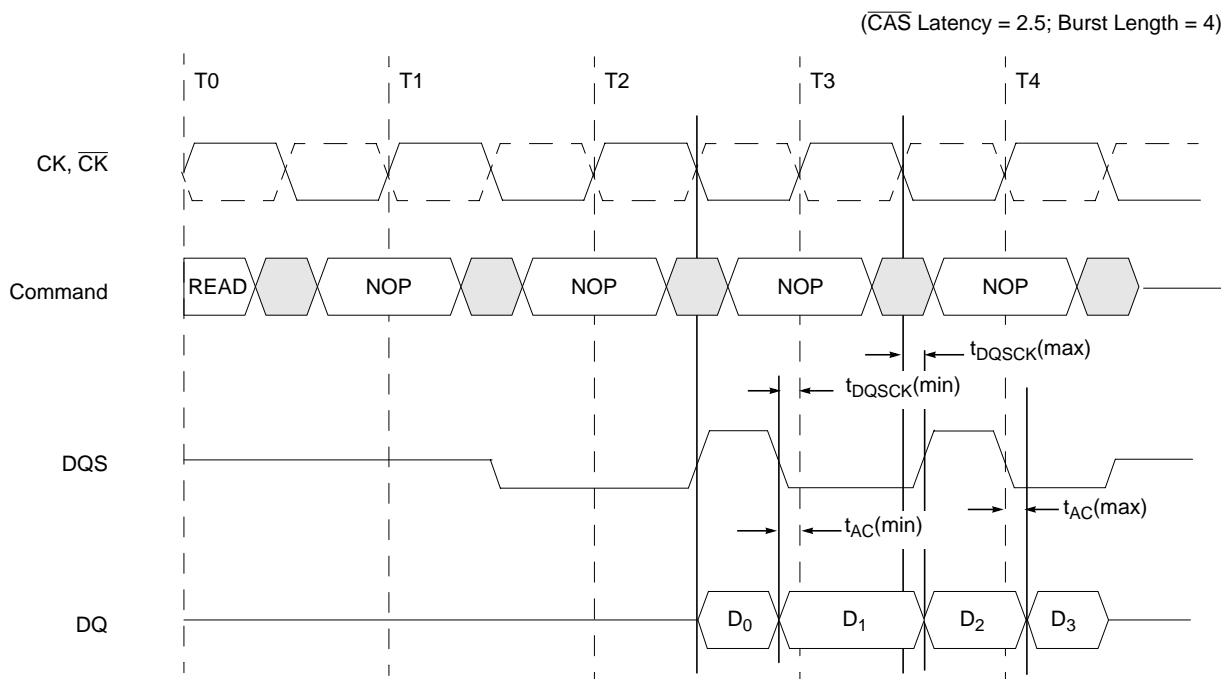 (CAS Latency = 2.5; Burst Length = 4)
T0 T1 T2 T3 T4
CK, CK
Command READ NOP NOP NOP NOP
tDQSCK(max)
tDQSCK(min)
DQS
tAC(max)
tAC(min)
DQ D0 D1 D2 D3